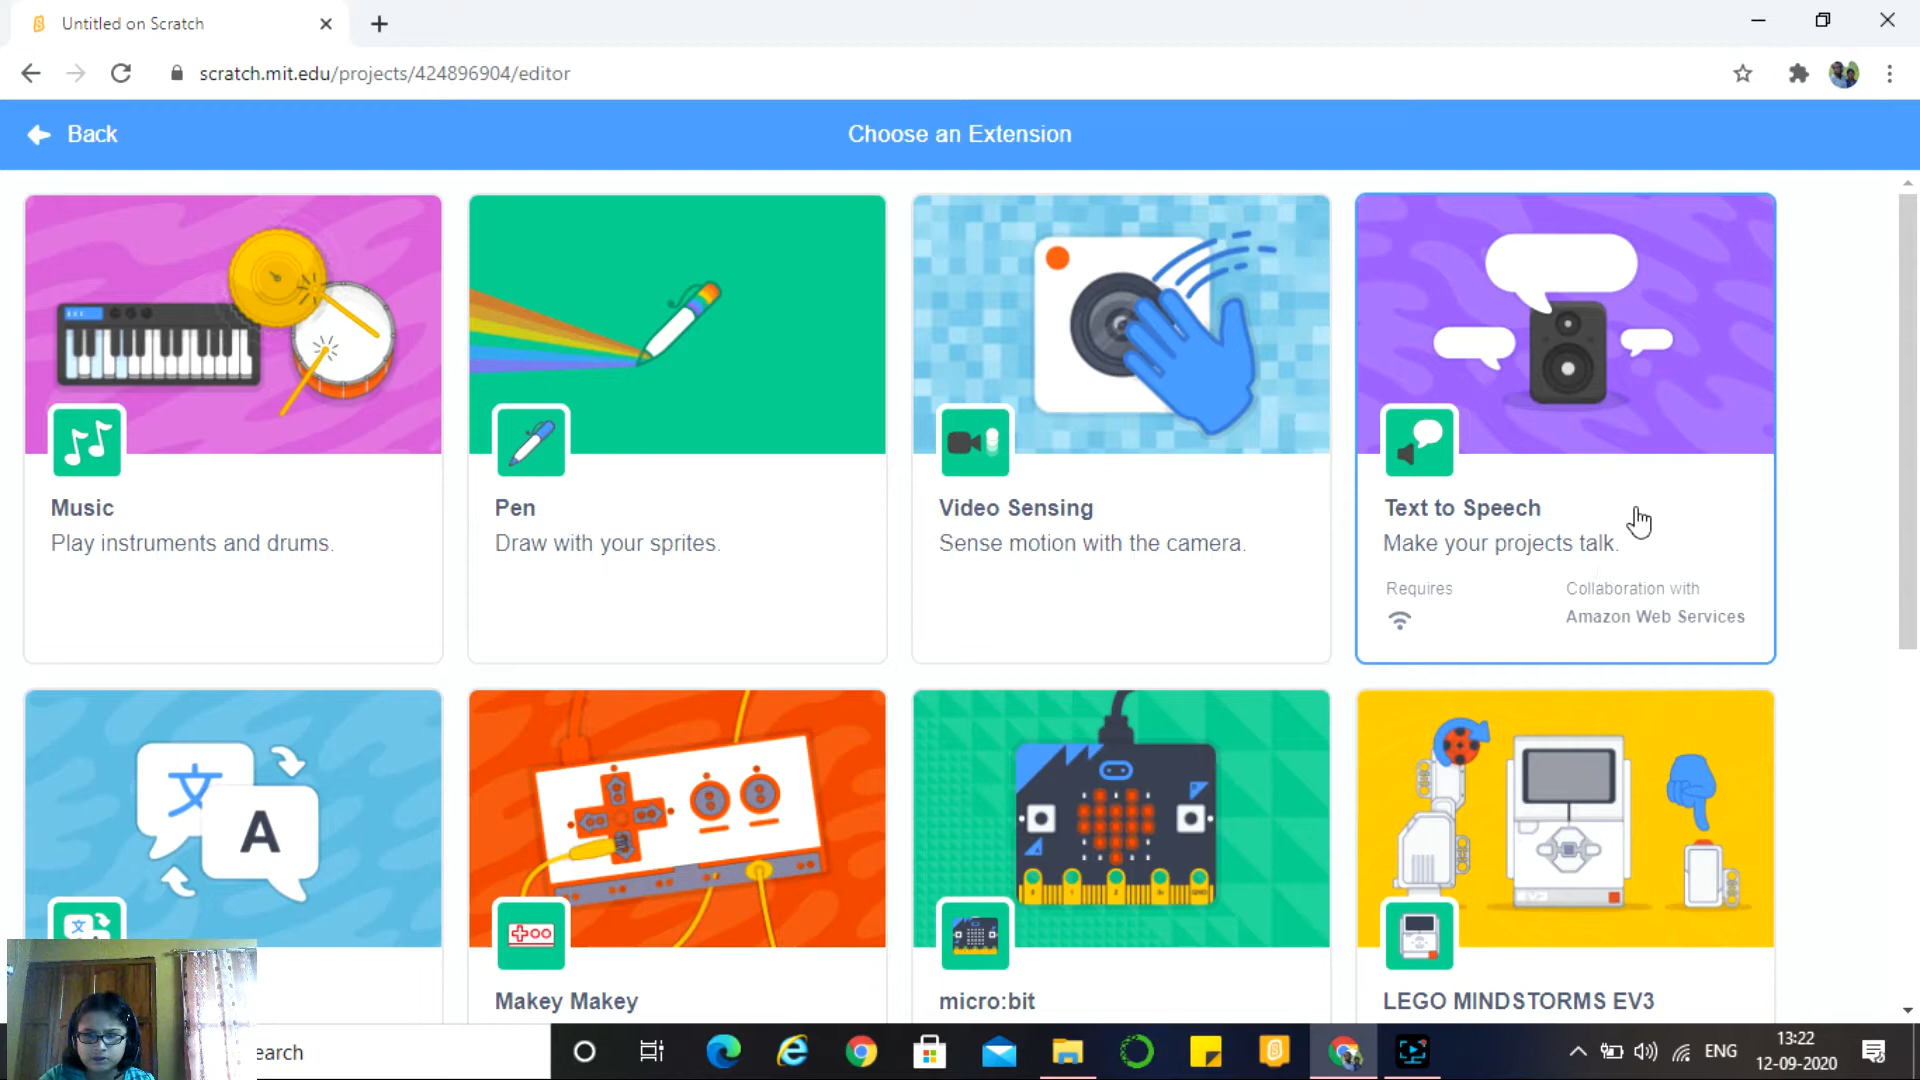 Untitled on Scratch
scratch.mit.edu/projects/424896904/editor
Back
Choose an Extension
Music
Play instruments and drums.
Pen
Draw with your sprites.
Video Sensing
Sense motion with the camera.
Text to Speech
Make your projects talk.
Requires
Collaboration with
Amazon Web Services
文
A
Makey Makey
micro:bit
LEGO MINDSTORMS EV3
earch
ENG
13:22
12-09-2020